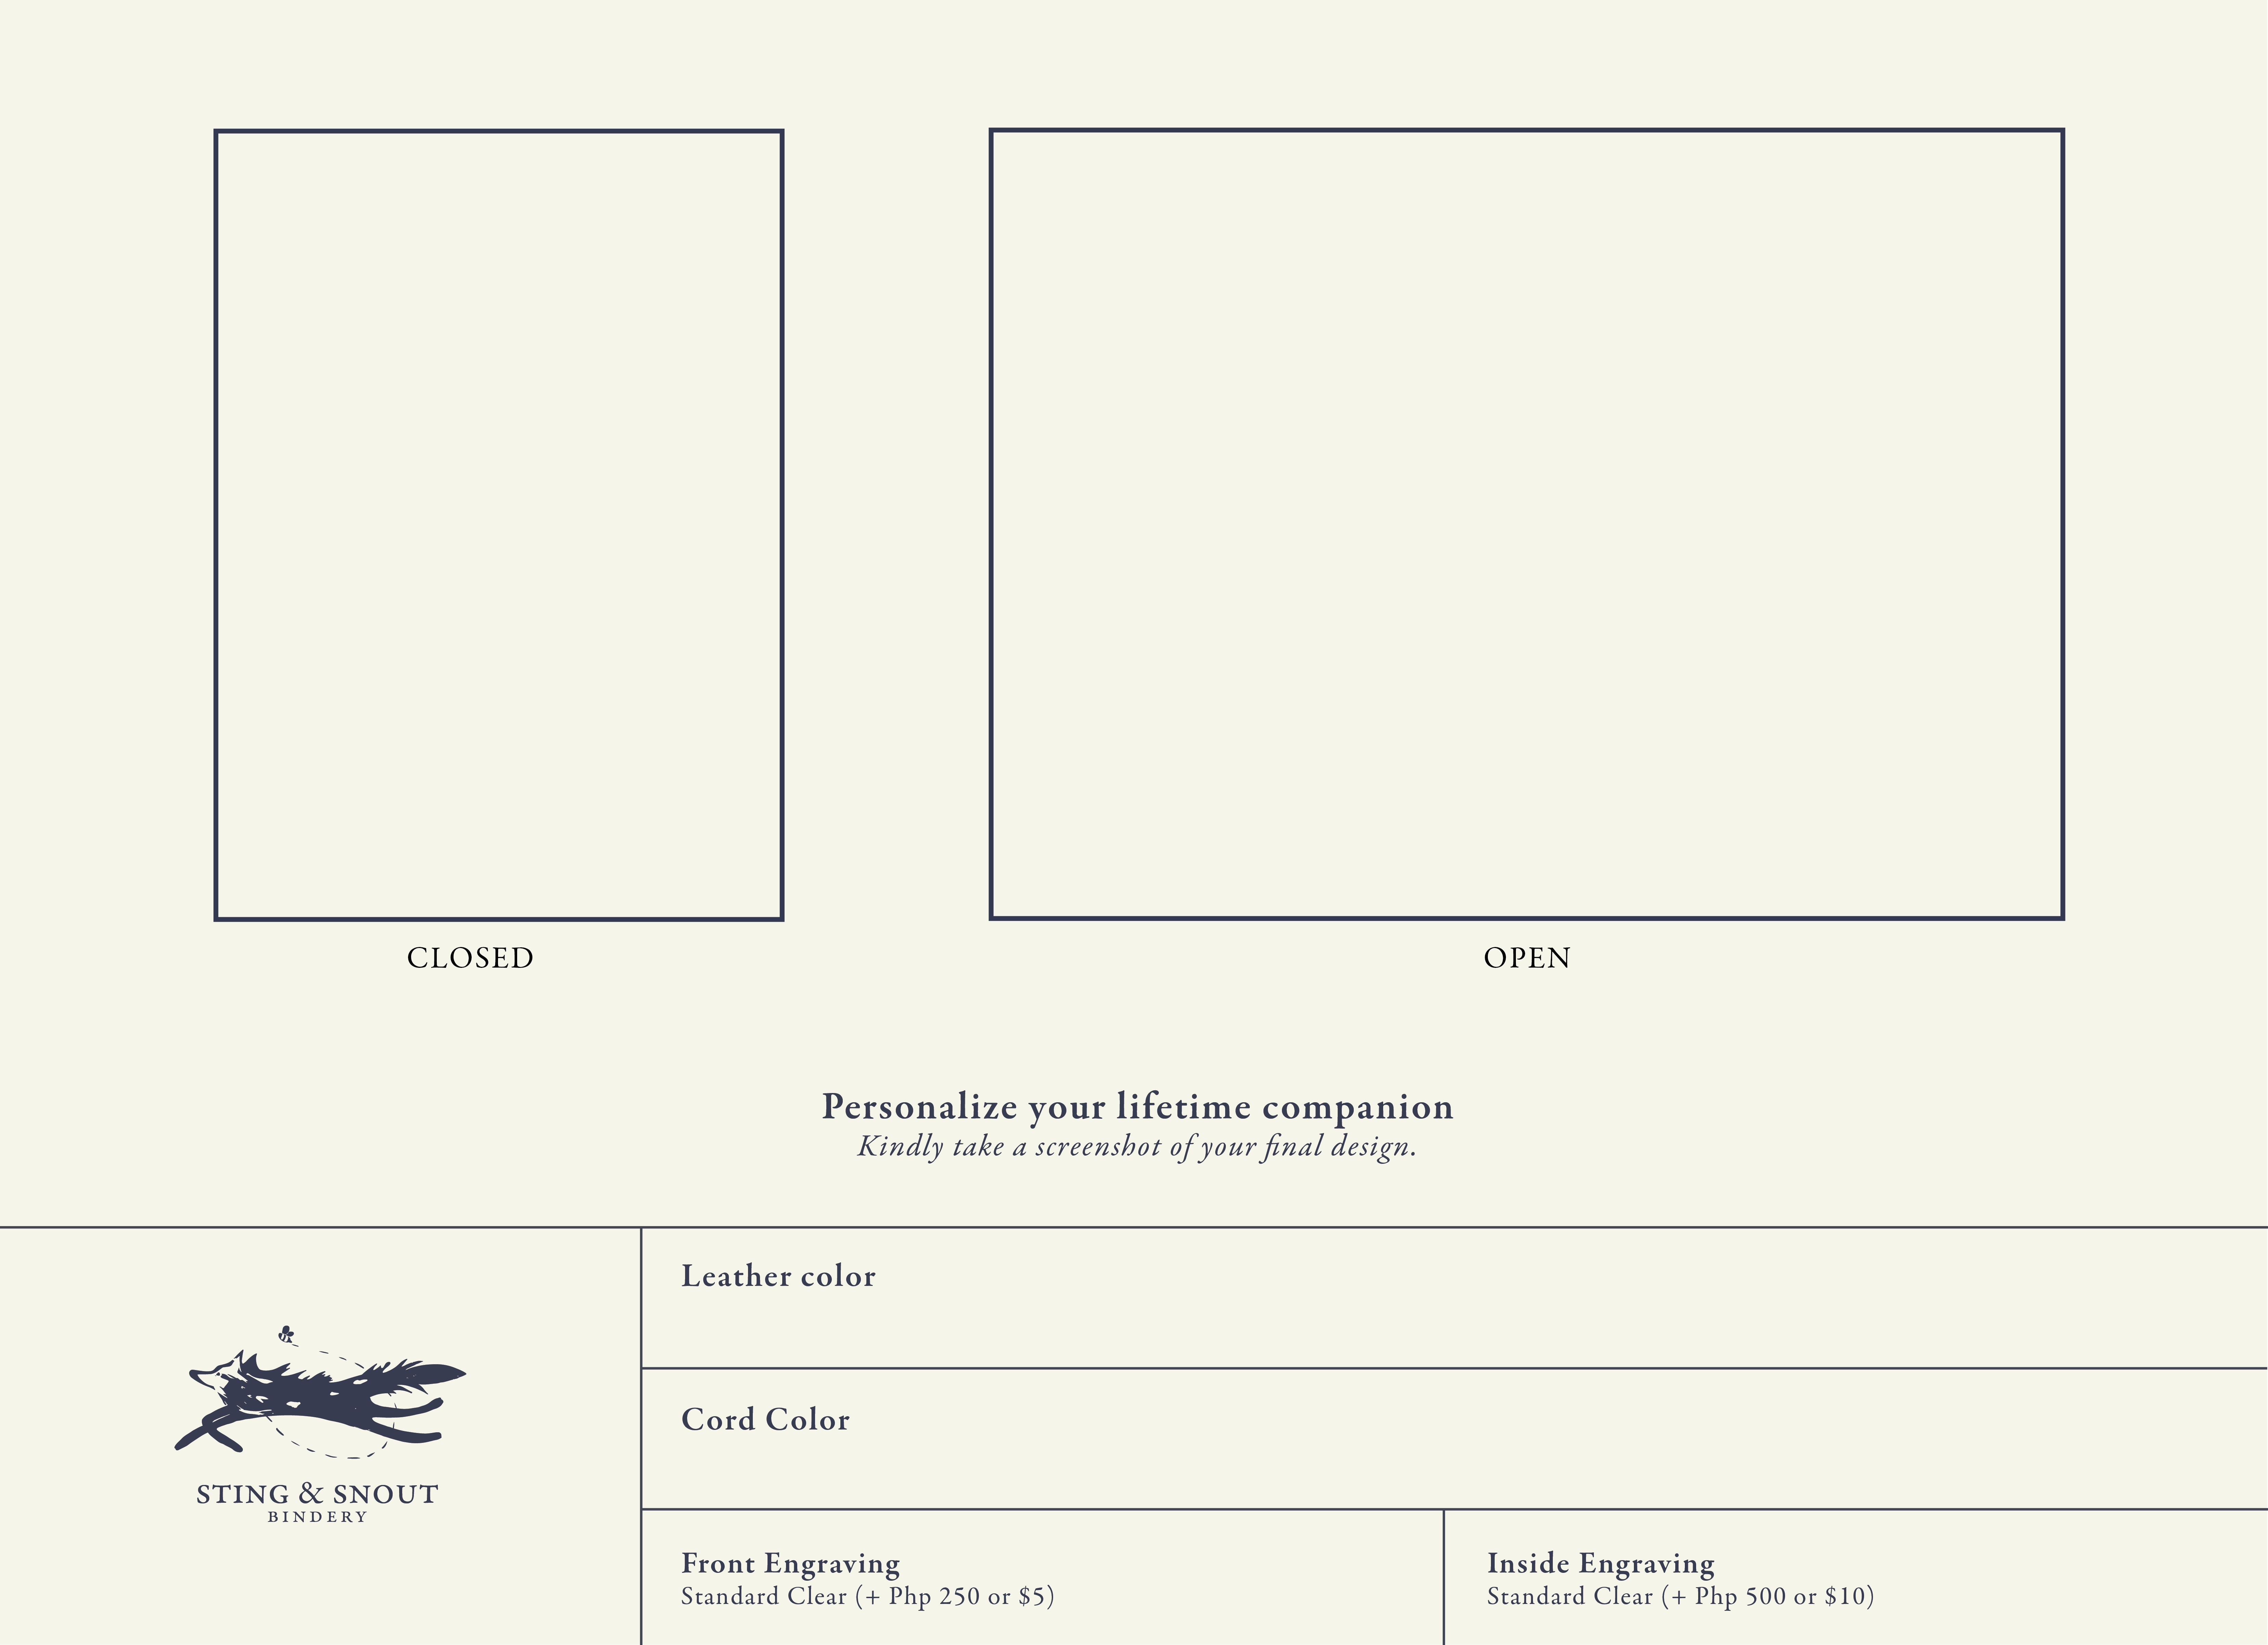 CLOSED
OPEN
Personalize your lifetime companion
Kindly take a screenshot of your final design.
STING & SNOUT
BINDERY
Leather color
Cord Color
Front Engraving
Standard Clear (+ Php 250 or $5)
Inside Engraving
Standard Clear (+ Php 500 or $10)